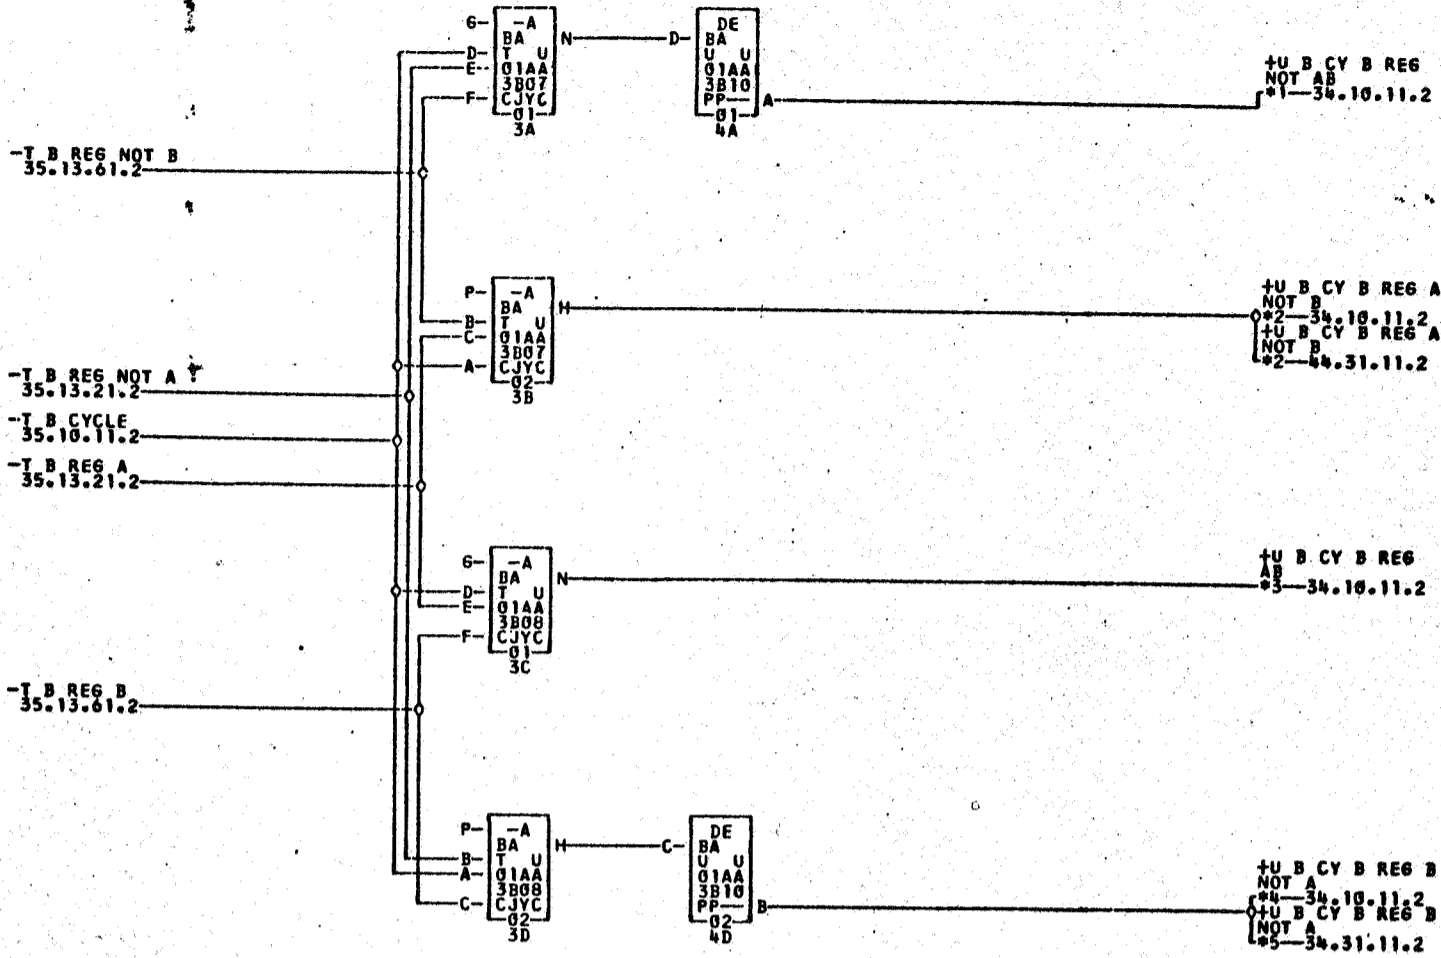 G- -A
BA N D- DE
BA
-D- T U U U
E- 01AA 01AA
3B07 3B10
-F- CJYC PP A
01 01
3A 4A
+U B CY B REG
NOT AB
*1—34.10.11.2
-T B REG NOT B
35.13.61.2
P- -A
BA H
-B- T U
-C- 01AA
3B07
-A- CJYC
02
3B
+U B CY B REG A
NOT B
*2—34.10.11.2
+U B CY B REG A
NOT B
*2—44.31.11.2
-T B REG NOT A
35.13.21.2
-T B CYCLE
35.10.11.2
-T B REG A
35.13.21.2
G- -A
BA N
-D- T U
-E- 01AA
3B08
-F- CJYC
01
3C
+U B CY B REG
AB
*3—34.10.11.2
-T B REG B
35.13.61.2
P- -A
BA H C- DE
BA
-B- T U U U
-A- 01AA 01AA
3B08 3B10
-C- CJYC PP B
02 02
3D 4D
+U B CY B REG B
NOT A
*4—34.10.11.2
+U B CY B REG B
NOT A
*5—34.31.11.2